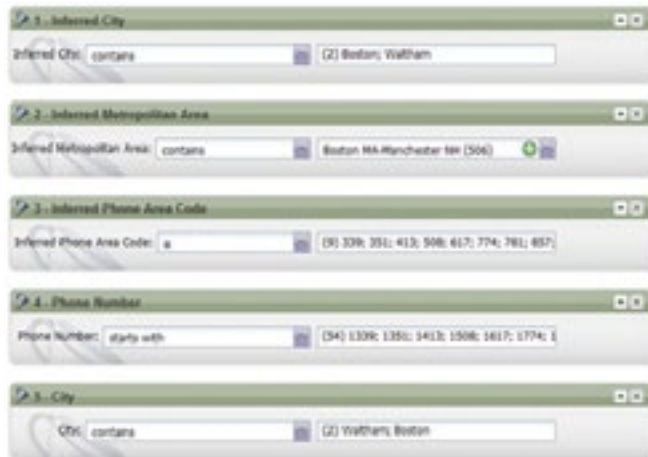 1 - Inferred City
Inferred City: contains (2) Boston; Waltham
2 - Inferred Metropolitan Area
Inferred Metropolitan Area: contains Boston MA-Manchester NH (506)
3 - Inferred Phone Area Code
Inferred Phone Area Code: is (9) 339; 351; 413; 508; 617; 774; 781; 857;
4 - Phone Number
Phone Number: starts with (54) 1339; 1351; 1413; 1508; 1617; 1774; 1
5 - City
City: contains (2) Waltham; Boston